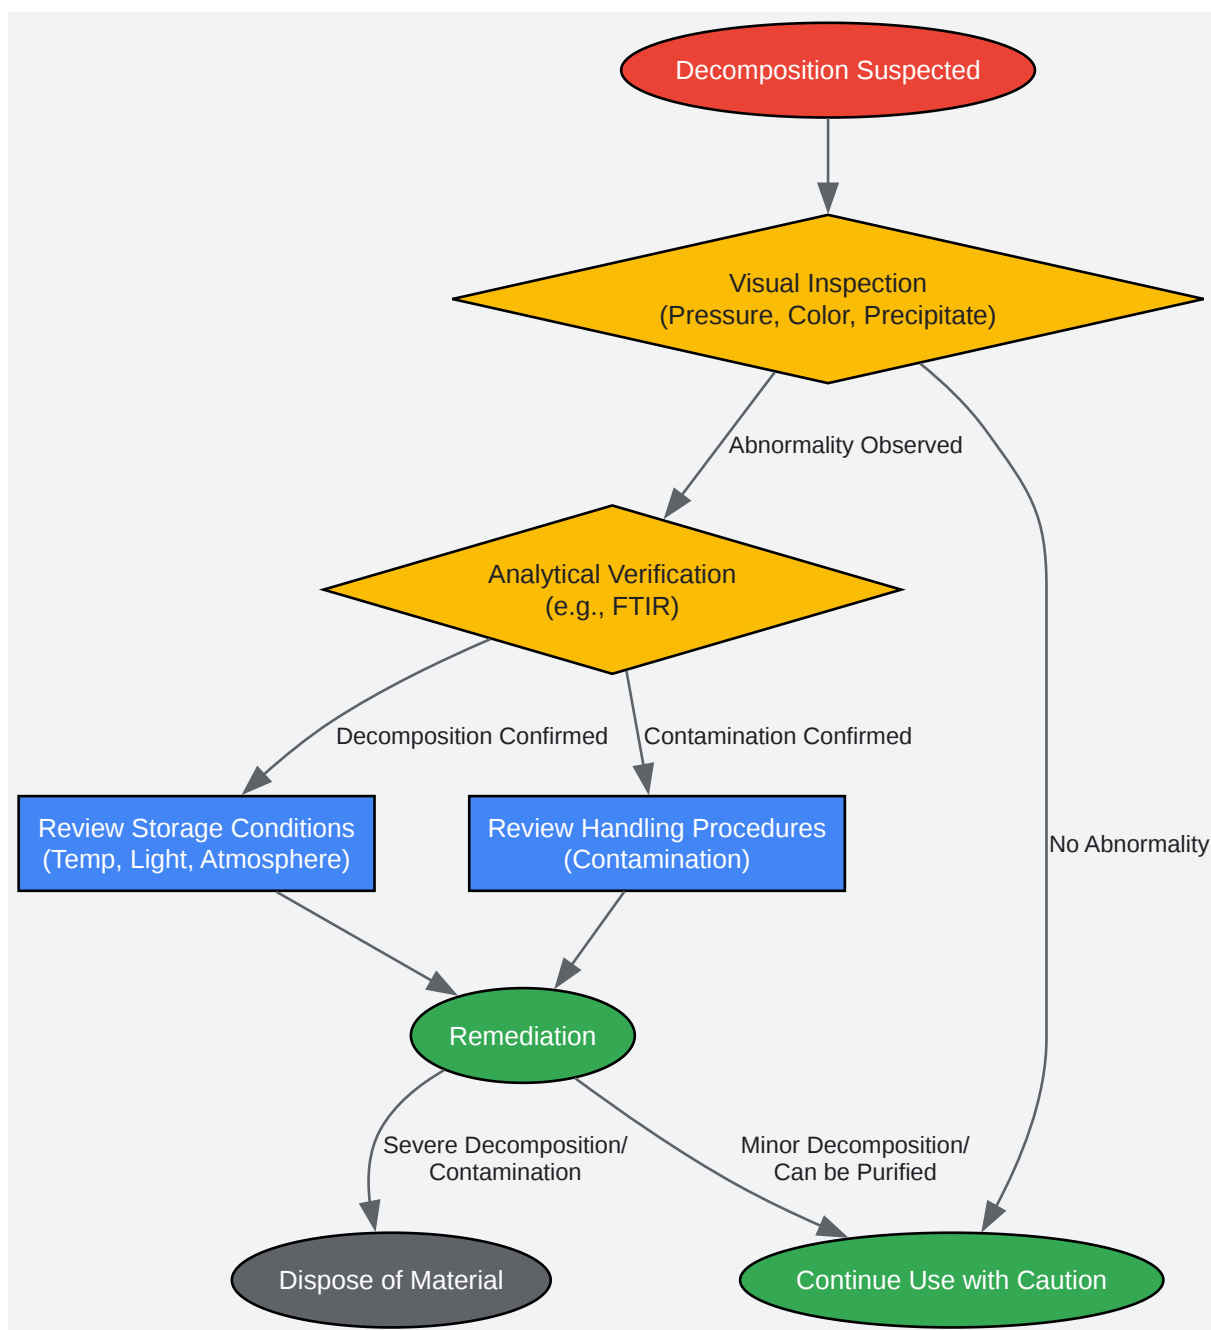 Decomposition Suspected
Visual Inspection
(Pressure, Color, Precipitate)
Abnormality Observed
Analytical Verification
(e.g., FTIR)
Decomposition Confirmed
Contamination Confirmed
Review Storage Conditions
(Temp, Light, Atmosphere)
Review Handling Procedures
(Contamination)
No Abnormality
Remediation
Severe Decomposition/
Contamination
Minor Decomposition/
Can be Purified
Dispose of Material
Continue Use with Caution